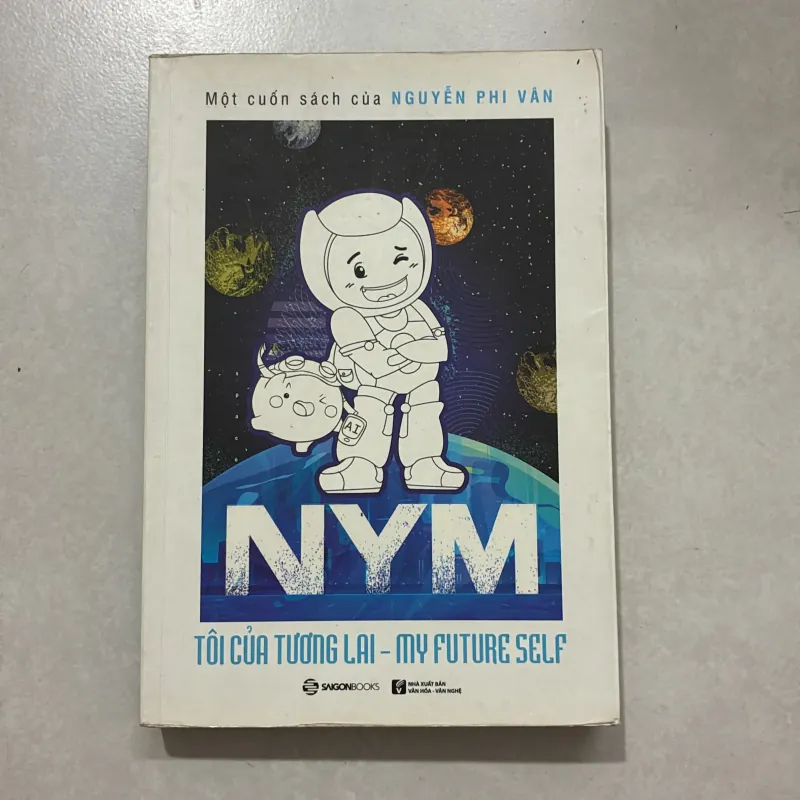 Một cuốn sách của NGUYỄN PHI VÂN
space
AI
NYM
TÔI CỦA TƯƠNG LAI - MY FUTURE SELF
SAIGONBOOKS
NHÀ XUẤT BẢN
VĂN HÓA - VĂN NGHỆ